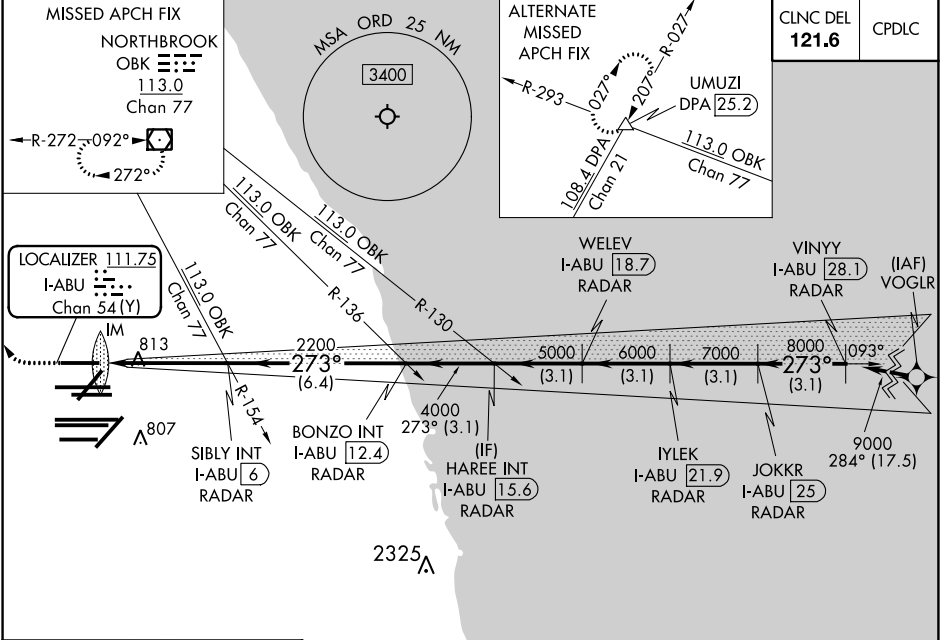 MISSED APCH FIX
NORTHBROOK
OBK
113.0
Chan 77
R-272
092°
272°
MSA ORD 25 NM
3400
ALTERNATE
MISSED
APCH FIX
R-027
R-293
027°
207°
UMUZI
DPA 25.2
108.4 DPA
Chan 21
113.0 OBK
Chan 77
CLNC DEL
121.6
CPDLC
113.0 OBK
Chan 77
113.0 OBK
Chan 77
113.0 OBK
Chan 77
R-136
R-130
R-154
LOCALIZER 111.75
I-ABU
Chan 54 (Y)
IM
813
807
WELEV
I-ABU 18.7
RADAR
VINYY
I-ABU 28.1
RADAR
(IAF)
VOGLR
2200
273°
(6.4)
4000
273° (3.1)
5000
(3.1)
6000
(3.1)
7000
(3.1)
8000
273°
(3.1)
093°
9000
284° (17.5)
SIBLY INT
I-ABU 6
RADAR
BONZO INT
I-ABU 12.4
RADAR
(IF)
HAREE INT
I-ABU 15.6
RADAR
IYLEK
I-ABU 21.9
RADAR
JOKKR
I-ABU 25
RADAR
2325